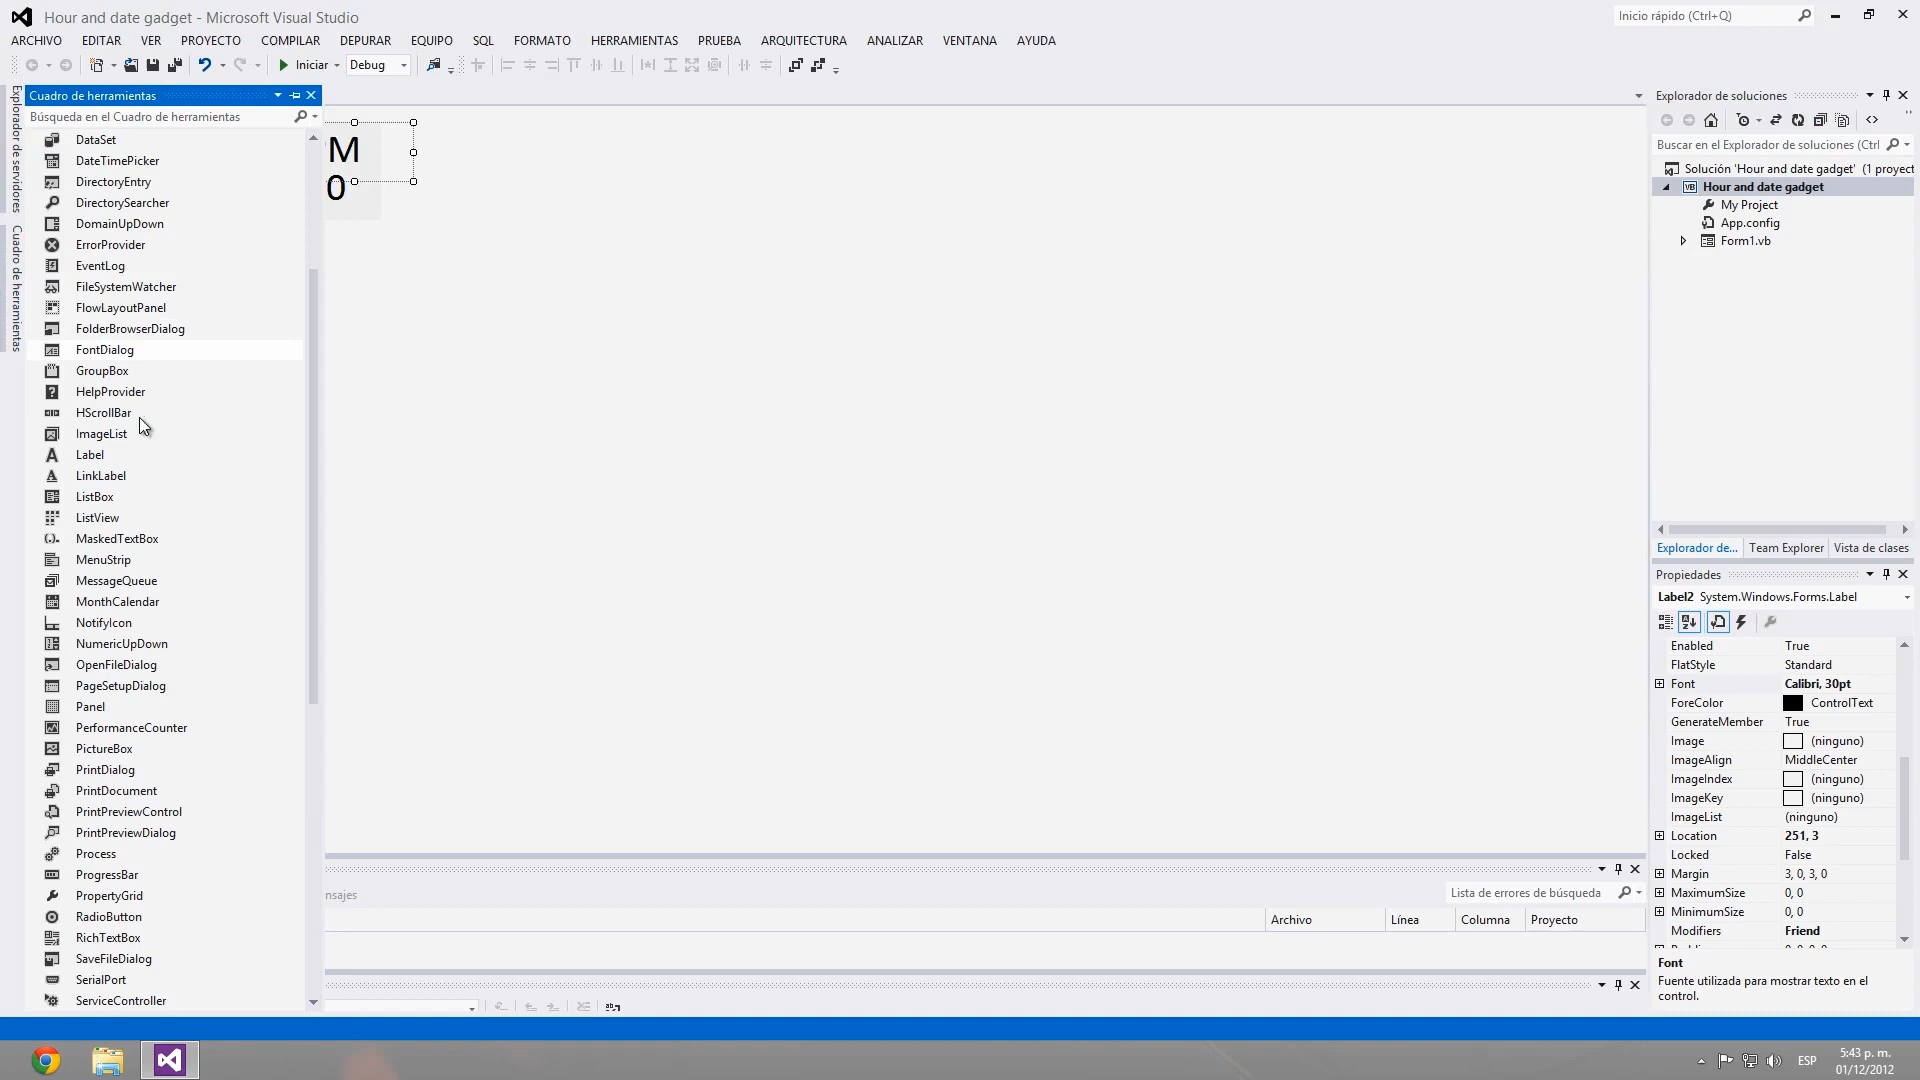 Hour and date gadget - Microsoft Visual Studio
Inicio rápido (Ctrl+Q)
ARCHIVO EDITAR VER PROYECTO COMPILAR DEPURAR EQUIPO SQL FORMATO HERRAMIENTAS PRUEBA ARQUITECTURA ANALIZAR VENTANA AYUDA
Iniciar Debug
Explorador de servidores
Cuadro de herramientas
Cuadro de herramientas
Búsqueda en el Cuadro de herramientas
DataSet
DateTimePicker
DirectoryEntry
DirectorySearcher
DomainUpDown
ErrorProvider
EventLog
FileSystemWatcher
FlowLayoutPanel
FolderBrowserDialog
FontDialog
GroupBox
HelpProvider
HScrollBar
ImageList
Label
LinkLabel
ListBox
ListView
MaskedTextBox
MenuStrip
MessageQueue
MonthCalendar
NotifyIcon
NumericUpDown
OpenFileDialog
PageSetupDialog
Panel
PerformanceCounter
PictureBox
PrintDialog
PrintDocument
PrintPreviewControl
PrintPreviewDialog
Process
ProgressBar
PropertyGrid
RadioButton
RichTextBox
SaveFileDialog
SerialPort
ServiceController
M
0
nsajes
Lista de errores de búsqueda
Archivo Línea Columna Proyecto
Explorador de soluciones
Buscar en el Explorador de soluciones (Ctrl
Solución 'Hour and date gadget' (1 proyect
Hour and date gadget
My Project
App.config
Form1.vb
Explorador de... Team Explorer Vista de clases
Propiedades
Label2 System.Windows.Forms.Label
Enabled True
FlatStyle Standard
Font Calibri, 30pt
ForeColor ControlText
GenerateMember True
Image (ninguno)
ImageAlign MiddleCenter
ImageIndex (ninguno)
ImageKey (ninguno)
ImageList (ninguno)
Location 251, 3
Locked False
Margin 3, 0, 3, 0
MaximumSize 0, 0
MinimumSize 0, 0
Modifiers Friend
Font
Fuente utilizada para mostrar texto en el
control.
ESP
5:43 p. m.
01/12/2012